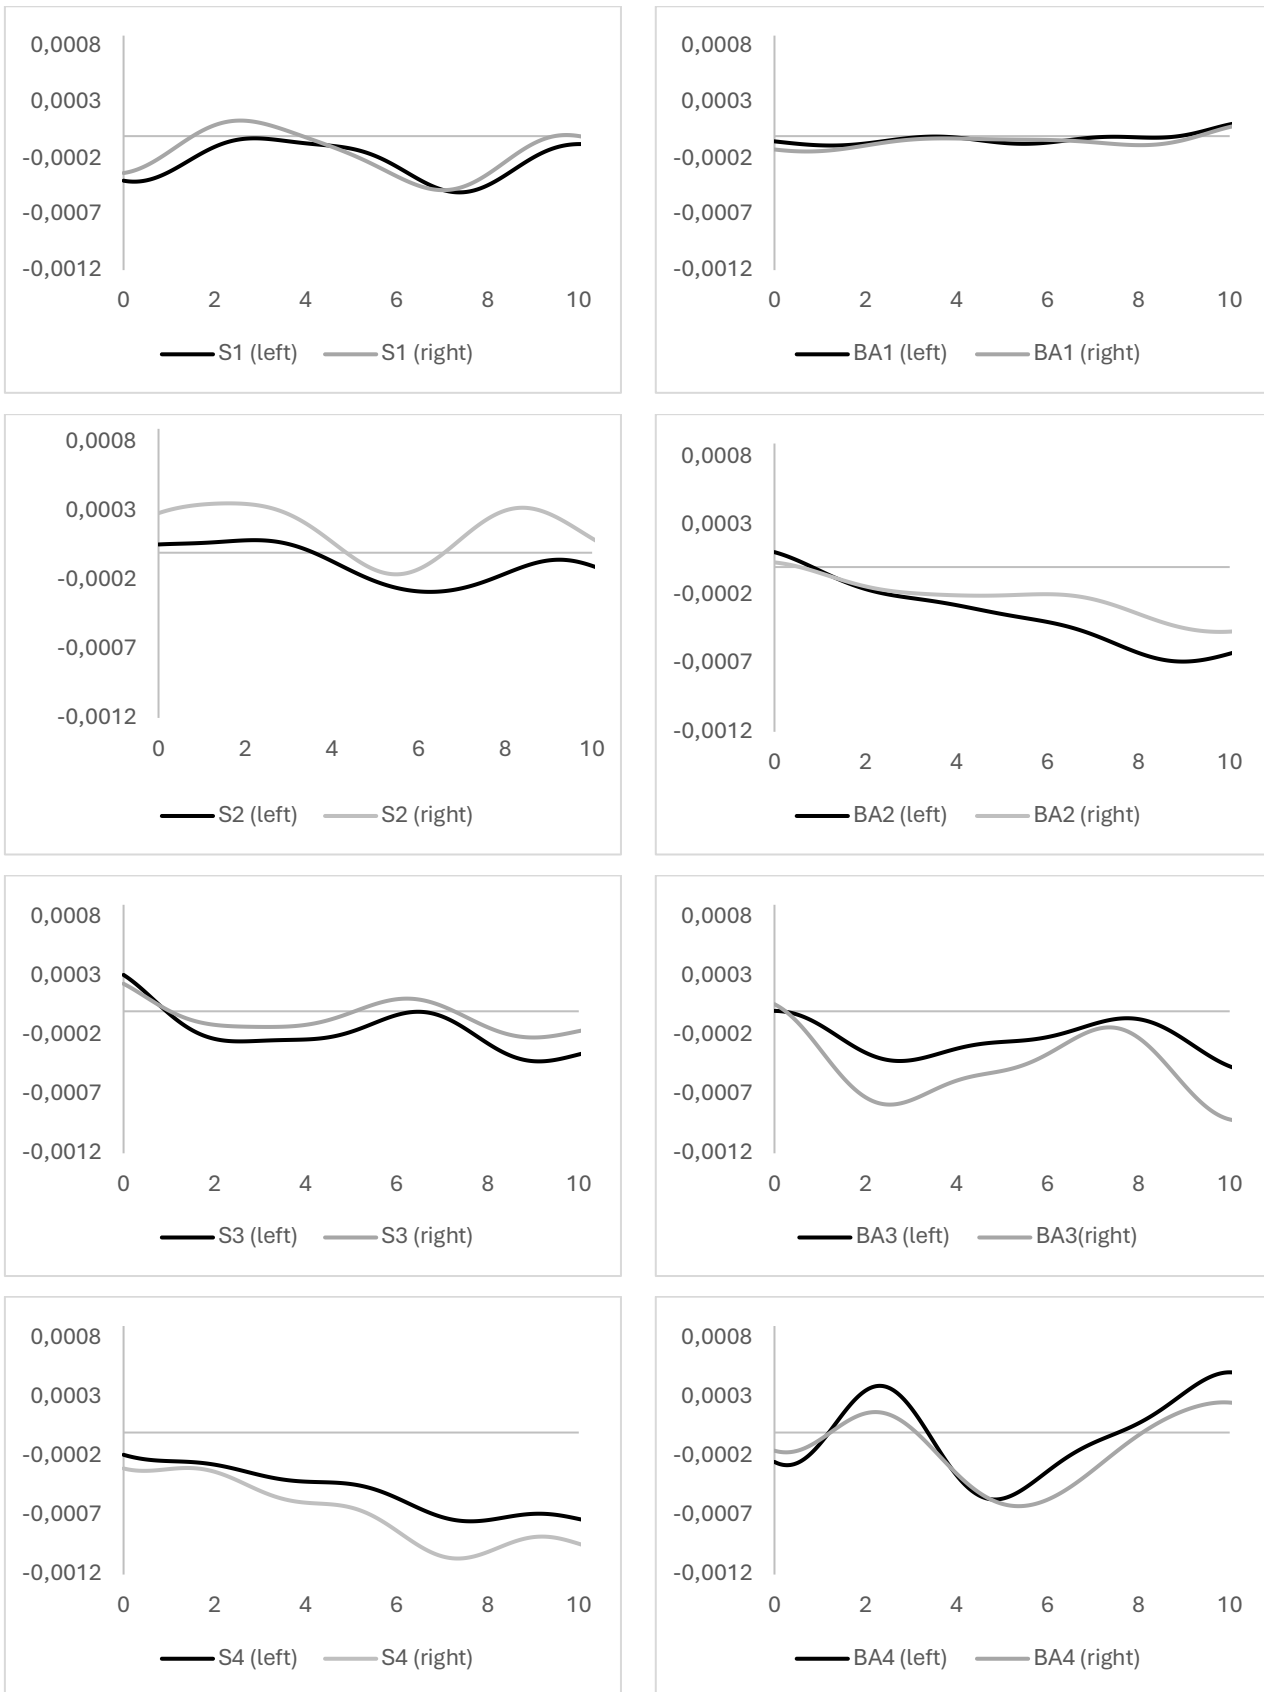 0,0008
0,0003
-0,0002
-0,0007
-0,0012
0 2 4 6 8 10
S1 (left) S1 (right)
0,0008
0,0003
-0,0002
-0,0007
-0,0012
0 2 4 6 8 10
BA1 (left) BA1 (right)
0,0008
0,0003
-0,0002
-0,0007
-0,0012
0 2 4 6 8 10
S2 (left) S2 (right)
0,0008
0,0003
-0,0002
-0,0007
-0,0012
0 2 4 6 8 10
BA2 (left) BA2 (right)
0,0008
0,0003
-0,0002
-0,0007
-0,0012
0 2 4 6 8 10
S3 (left) S3 (right)
0,0008
0,0003
-0,0002
-0,0007
-0,0012
0 2 4 6 8 10
BA3 (left) BA3(right)
0,0008
0,0003
-0,0002
-0,0007
-0,0012
0 2 4 6 8 10
S4 (left) S4 (right)
0,0008
0,0003
-0,0002
-0,0007
-0,0012
0 2 4 6 8 10
BA4 (left) BA4 (right)